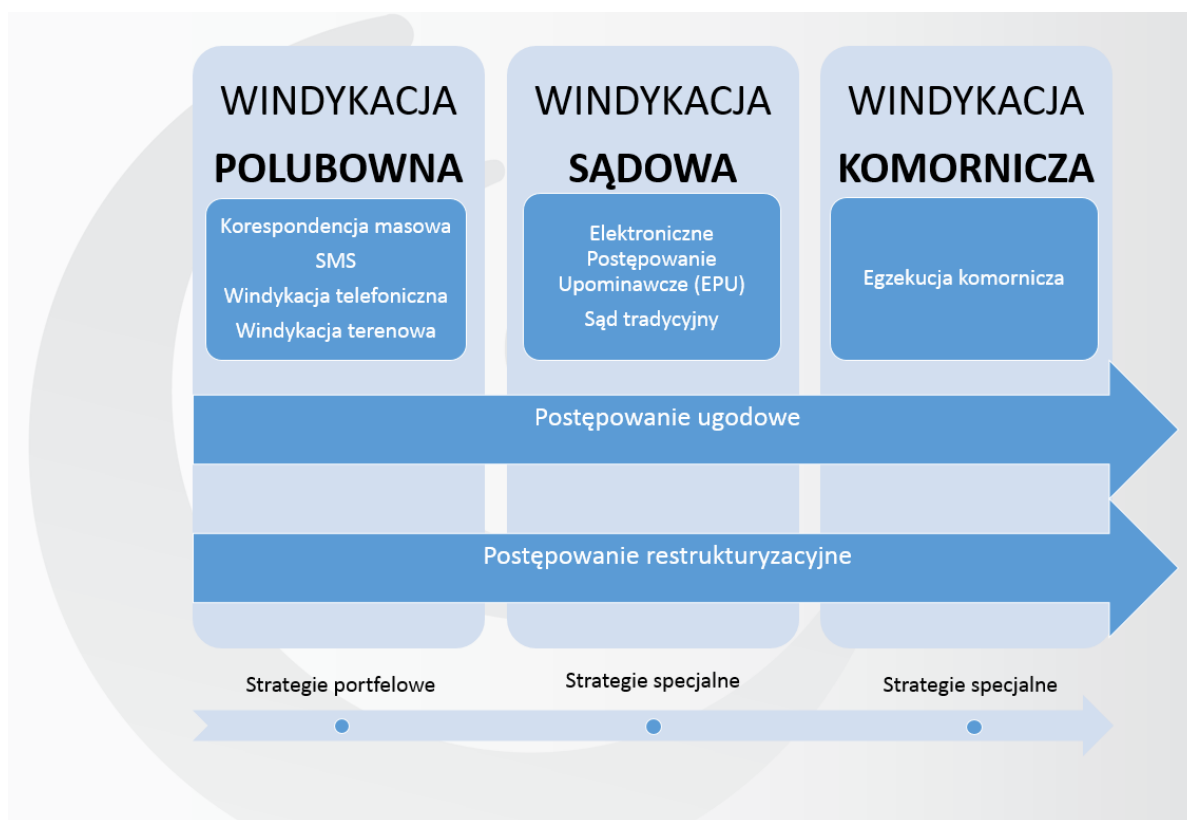 WINDYKACJA
POLUBOWNA
Korespondencja masowa
SMS
Windykacja telefoniczna
Windykacja terenowa
WINDYKACJA
SĄDOWA
Elektroniczne
Postępowanie
Upominawcze (EPU)
Sąd tradycyjny
WINDYKACJA
KOMORNICZA
Egzekucja komornicza
Postępowanie ugodowe
Postępowanie restrukturyzacyjne
Strategie portfelowe
Strategie specjalne
Strategie specjalne